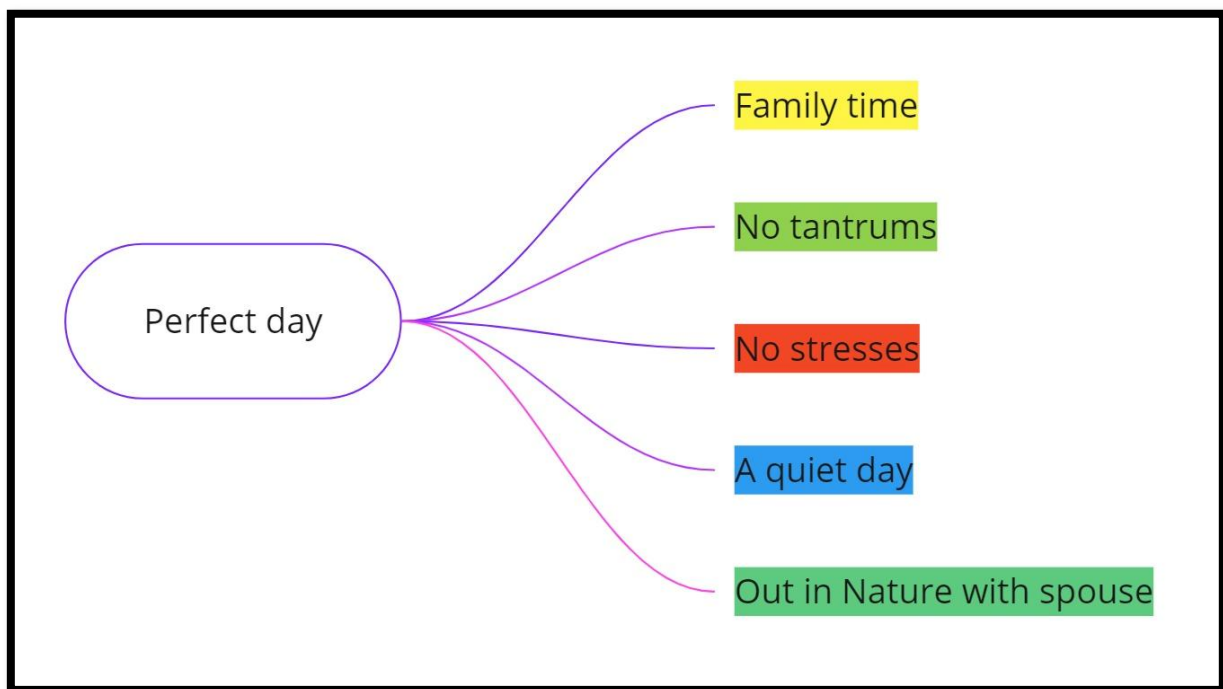 Perfect day
Family time
No tantrums
No stresses
A quiet day
Out in Nature with spouse